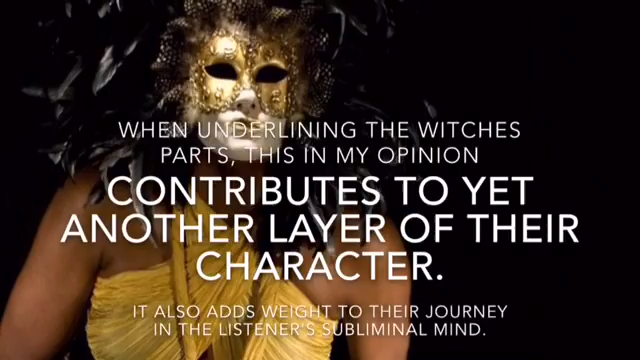 WHEN UNDERLINING THE WITCHES
PARTS, THIS IN MY OPINION
CONTRIBUTES TO YET
ANOTHER LAYER OF THEIR
CHARACTER.
IT ALSO ADDS WEIGHT TO THEIR JOURNEY
IN THE LISTENER'S SUBLIMINAL MIND.